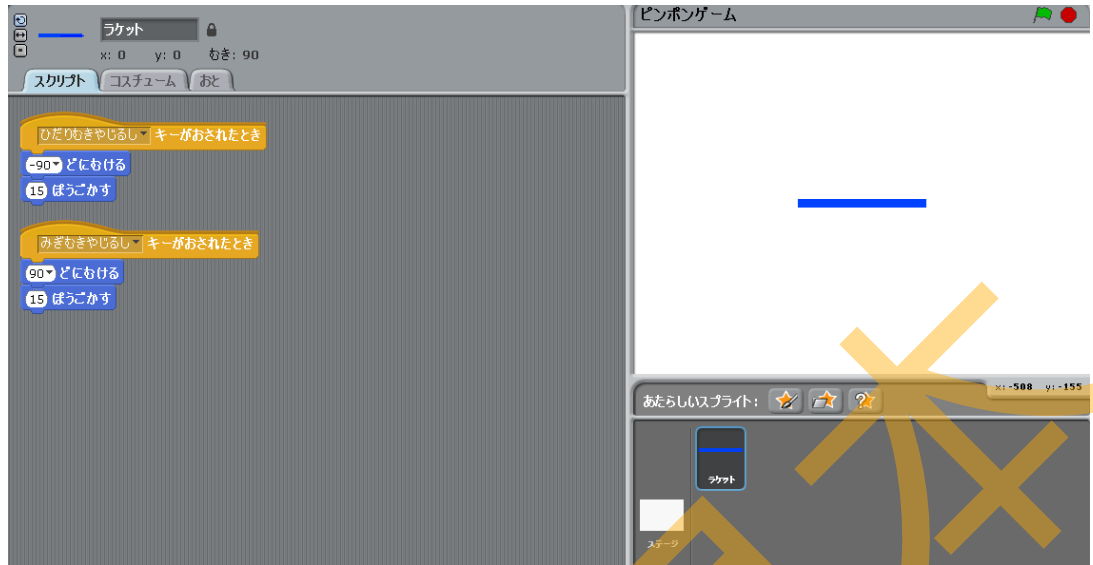 ラケット
x: 0 y: 0 むき: 90
スクリプト コスチューム おと
ひだりむきやじるし キーがおされたとき
-90 どにむける
15 ほうごかす
みぎむきやじるし キーがおされたとき
90 どにむける
15 ほうごかす
ピンポンゲーム
x: -508 y: -155
あたらしいスプライト:
ラケット
ステージ